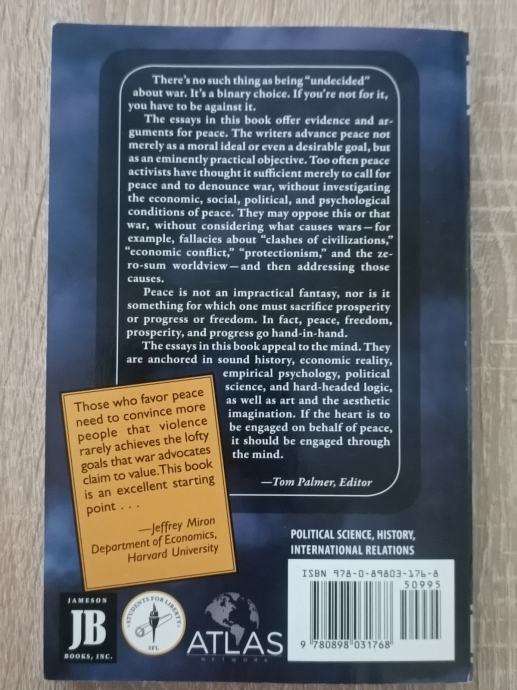 There's no such thing as being "undecided"
about war. It's a binary choice. If you're not for it,
you have to be against it.
The essays in this book offer evidence and ar-
guments for peace. The writers advance peace not
merely as a moral ideal or even a desirable goal, but
as an eminently practical objective. Too often peace
activists have thought it sufficient merely to call for
peace and to denounce war, without investigating
the economic, social, political, and psychological
conditions of peace. They may oppose this or that
war, without considering what causes wars—for
example, fallacies about "clashes of civilizations,"
"economic conflict," "protectionism," and the ze-
ro-sum worldview—and then addressing those
causes.
Peace is not an impractical fantasy, nor is it
something for which one must sacrifice prosperity
or progress or freedom. In fact, peace, freedom,
prosperity, and progress go hand-in-hand.
The essays in this book appeal to the mind. They
are anchored in sound history, economic reality,
empirical psychology, political
science, and hard-headed logic,
as well as art and the aesthetic
imagination. If the heart is to
be engaged on behalf of peace,
it should be engaged through
the mind.
—Tom Palmer, Editor
Those who favor peace
need to convince more
people that violence
rarely achieves the lofty
goals that war advocates
claim to value. This book
is an excellent starting
point . . .
—Jeffrey Miron
Department of Economics,
Harvard University
POLITICAL SCIENCE, HISTORY,
INTERNATIONAL RELATIONS
ISBN 978-0-89803-176-8
50995
9 780898 031768
JAMESON
JB
BOOKS, INC.
STUDENTS FOR LIBERTY
SFL
ATLAS
NETWORK